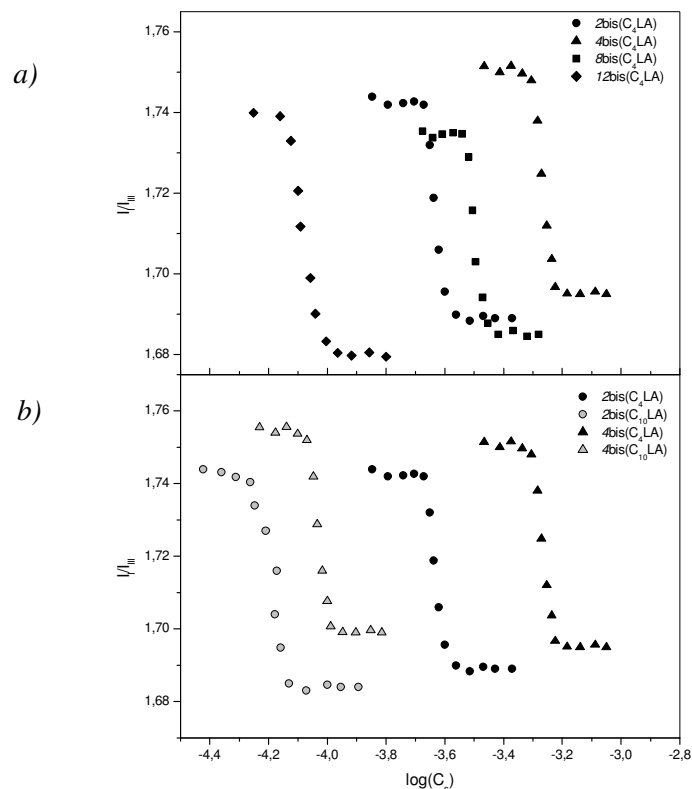 a)
1,76
1,74
1,72
1,70
1,68
I_I/I_III
2bis(C₄LA)
4bis(C₄LA)
8bis(C₄LA)
12bis(C₄LA)
b)
1,76
1,74
1,72
1,70
1,68
I_I/I_III
2bis(C₄LA)
2bis(C₁₀LA)
4bis(C₄LA)
4bis(C₁₀LA)
-4,4 -4,2 -4,0 -3,8 -3,6 -3,4 -3,2 -3,0 -2,8
log(Cₛ)